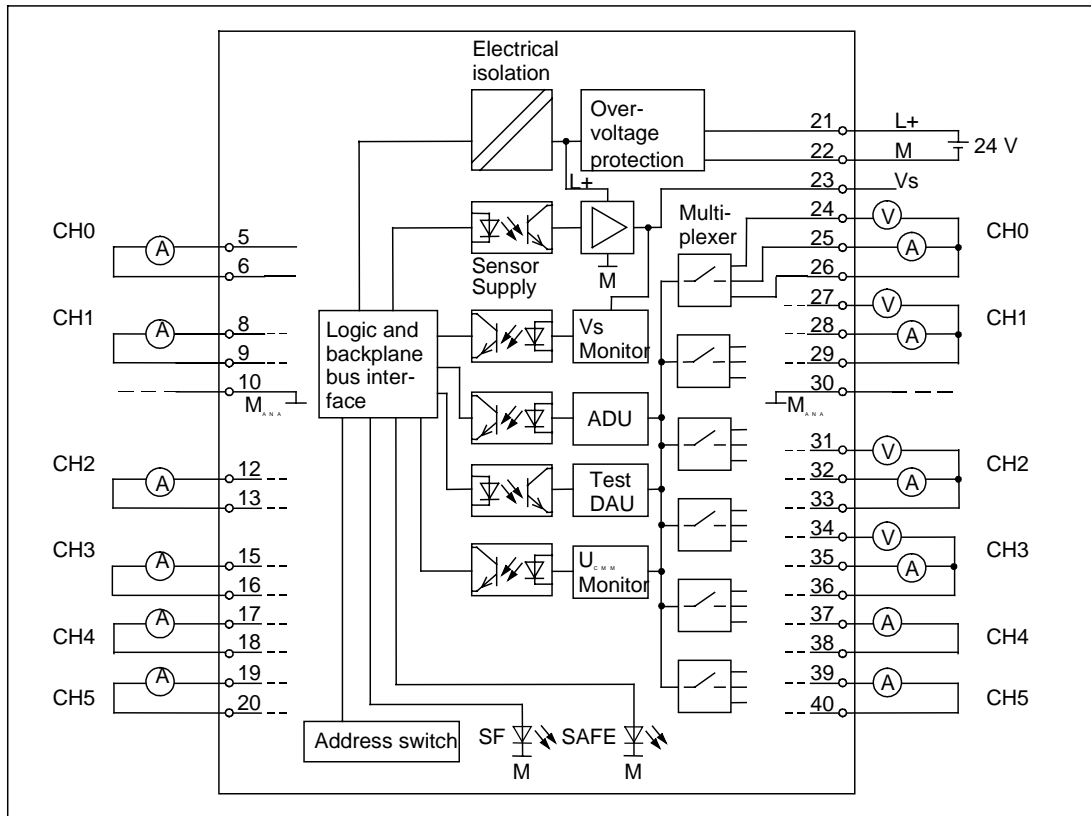 Electrical
isolation
Over-
voltage
protection
21
L+
22
M
24 V
L+
23
Vs
Multi-
plexer
24
V
CH0
A
5
6
Sensor
Supply
M
25
A
26
CH0
27
V
CH1
A
8
9
Logic and
backplane
bus inter-
face
Vs
Monitor
28
A
29
CH1
10
M ANA
30
M ANA
ADU
31
V
CH2
A
12
13
Test
DAU
32
A
33
CH2
34
V
CH3
A
15
16
U CMM
Monitor
35
A
36
CH3
CH4
A
17
18
37
A
38
CH4
CH5
A
19
20
39
A
40
CH5
Address switch
SF
SAFE
M
M